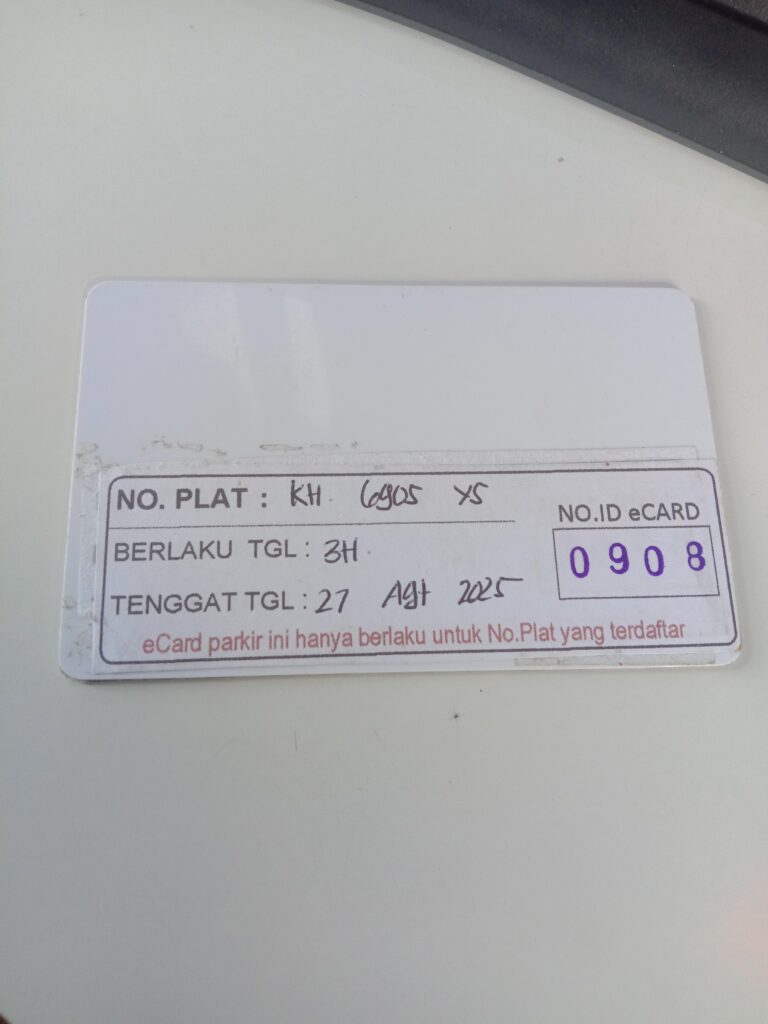 NO. PLAT : KH 6905 YS
NO.ID eCARD
BERLAKU TGL : 3H
0908
TENGGAT TGL : 27 Agt 2025
eCard parkir ini hanya berlaku untuk No.Plat yang terdaftar